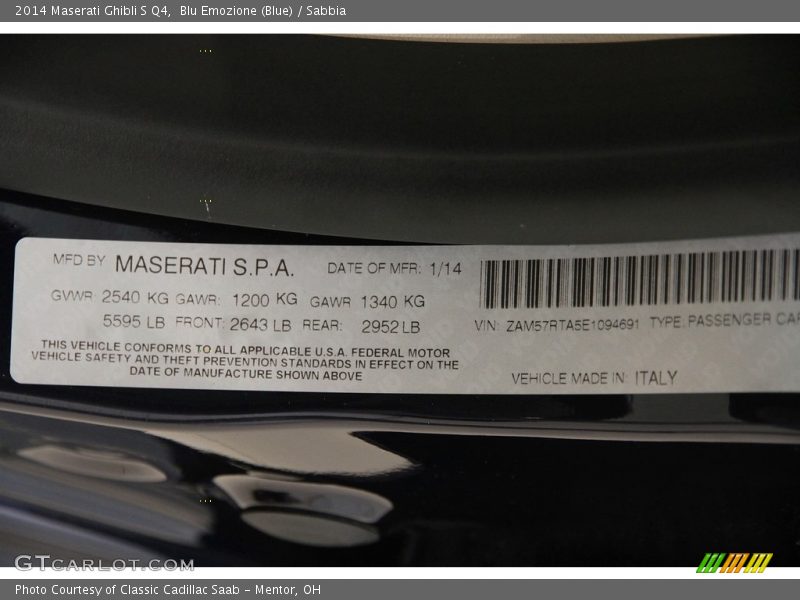 2014 Maserati Ghibli S Q4,  Blu Emozione (Blue) / Sabbia
MFD BY MASERATI S.P.A. DATE OF MFR: 1/14
GVWR 2540 KG GAWR: 1200 KG GAWR 1340 KG
5595 LB FRONT: 2643 LB REAR: 2952 LB
THIS VEHICLE CONFORMS TO ALL APPLICABLE U.S.A. FEDERAL MOTOR
VEHICLE SAFETY AND THEFT PREVENTION STANDARDS IN EFFECT ON THE
DATE OF MANUFACTURE SHOWN ABOVE
VIN: ZAM57RTA5E1094691 TYPE: PASSENGER CAR
VEHICLE MADE IN: ITALY
GTCARLOT.COM
Photo Courtesy of Classic Cadillac Saab – Mentor, OH